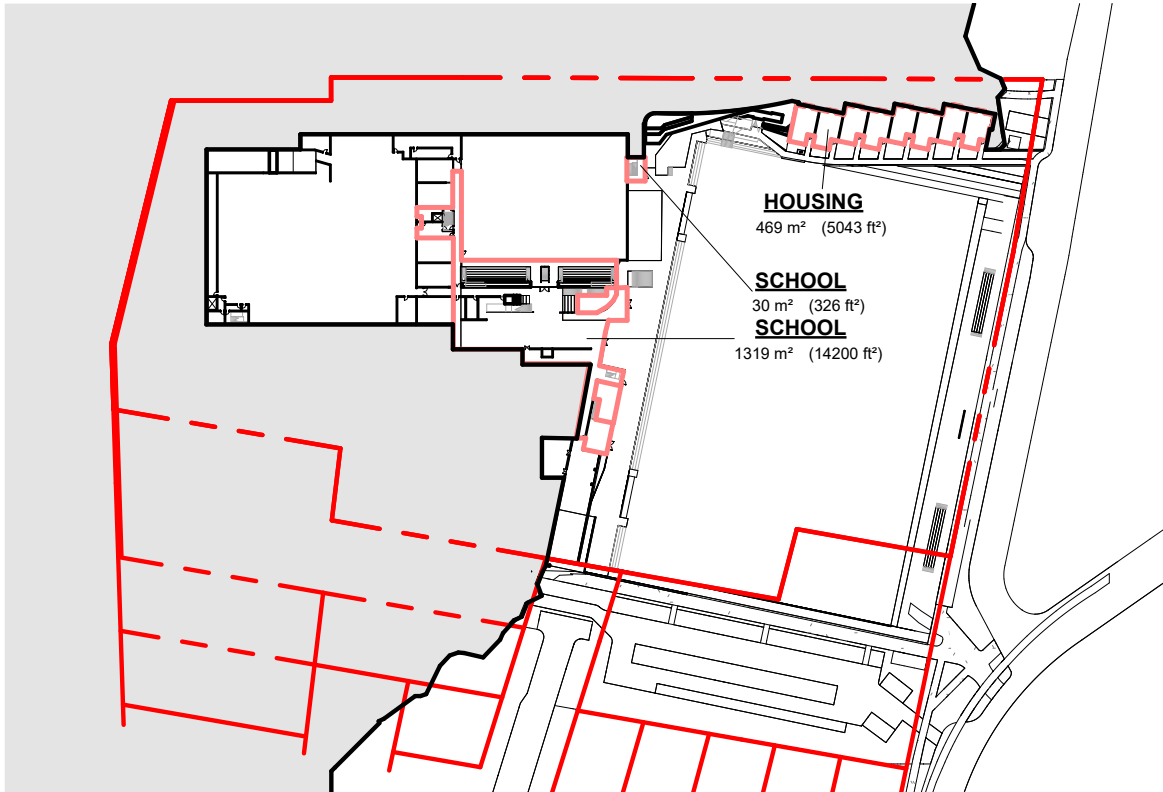 HOUSING
469 m² (5043 ft²)
SCHOOL
30 m² (326 ft²)
SCHOOL
1319 m² (14200 ft²)